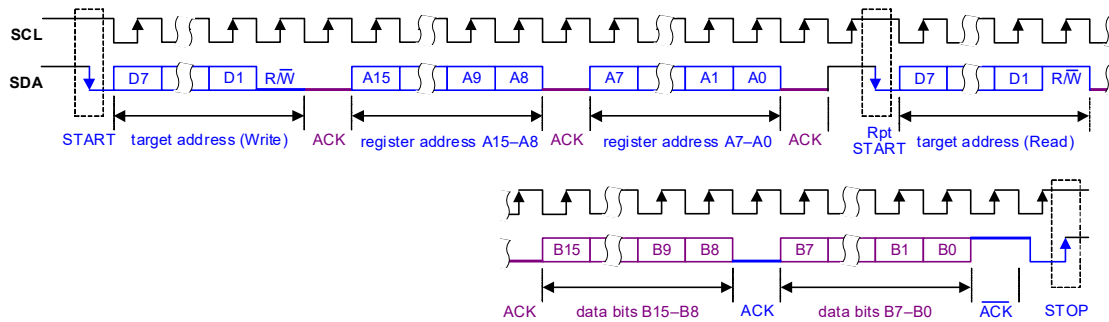 SCL
SDA D7 D1 R/W̅ A15 A9 A8 A7 A1 A0 D7 D1 R/W̅
START target address (Write) ACK register address A15–A8 ACK register address A7–A0 ACK Rpt START target address (Read)
B15 B9 B8 B7 B1 B0
ACK data bits B15–B8 ACK data bits B7–B0 A̅C̅K̅ STOP